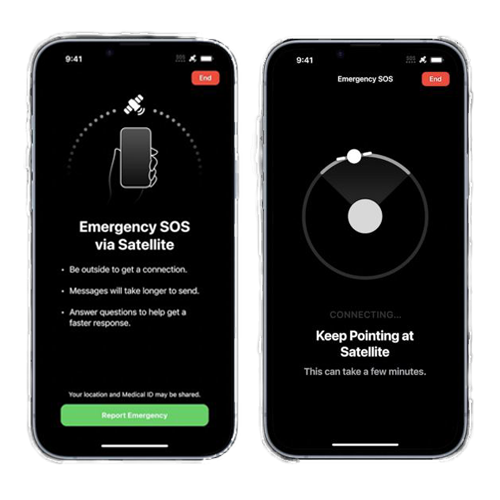 9:41
SOS
End
Emergency SOS
via Satellite
• Be outside to get a connection.
• Messages will take longer to send.
• Answer questions to help get a
faster response.
Your location and Medical ID may be shared.
Report Emergency
9:41
SOS
Emergency SOS
End
CONNECTING...
Keep Pointing at
Satellite
This can take a few minutes.